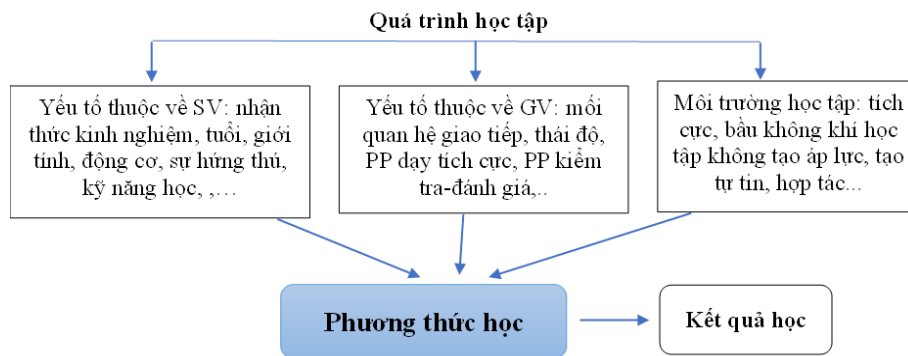 Quá trình học tập
Yếu tố thuộc về SV: nhận
thức kinh nghiệm, tuổi, giới
tính, động cơ, sự hứng thú,
kỹ năng học, ,…
Yếu tố thuộc về GV: mối
quan hệ giao tiếp, thái độ,
PP dạy tích cực, PP kiểm
tra-đánh giá,..
Môi trường học tập: tích
cực, bầu không khí học
tập không tạo áp lực, tạo
tự tin, hợp tác...
Phương thức học
Kết quả học